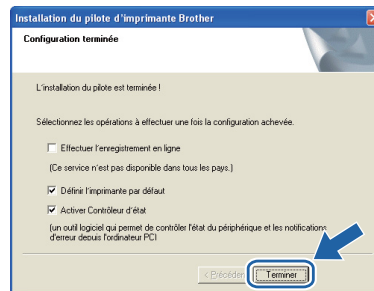 Installation du pilote d'imprimante Brother
Configuration terminée
L'installation du pilote est terminée !
Sélectionnez les opérations à effectuer une fois la configuration achevée.
Effectuer l'enregistrement en ligne
(Ce service n'est pas disponible dans tous les pays.)
Définir l'imprimante par défaut
Activer Contrôleur d'état
(un outil logiciel qui permet de contrôler l'état du périphérique et les notifications
d'erreur depuis l'ordinateur PC)
< Précédent
Terminer